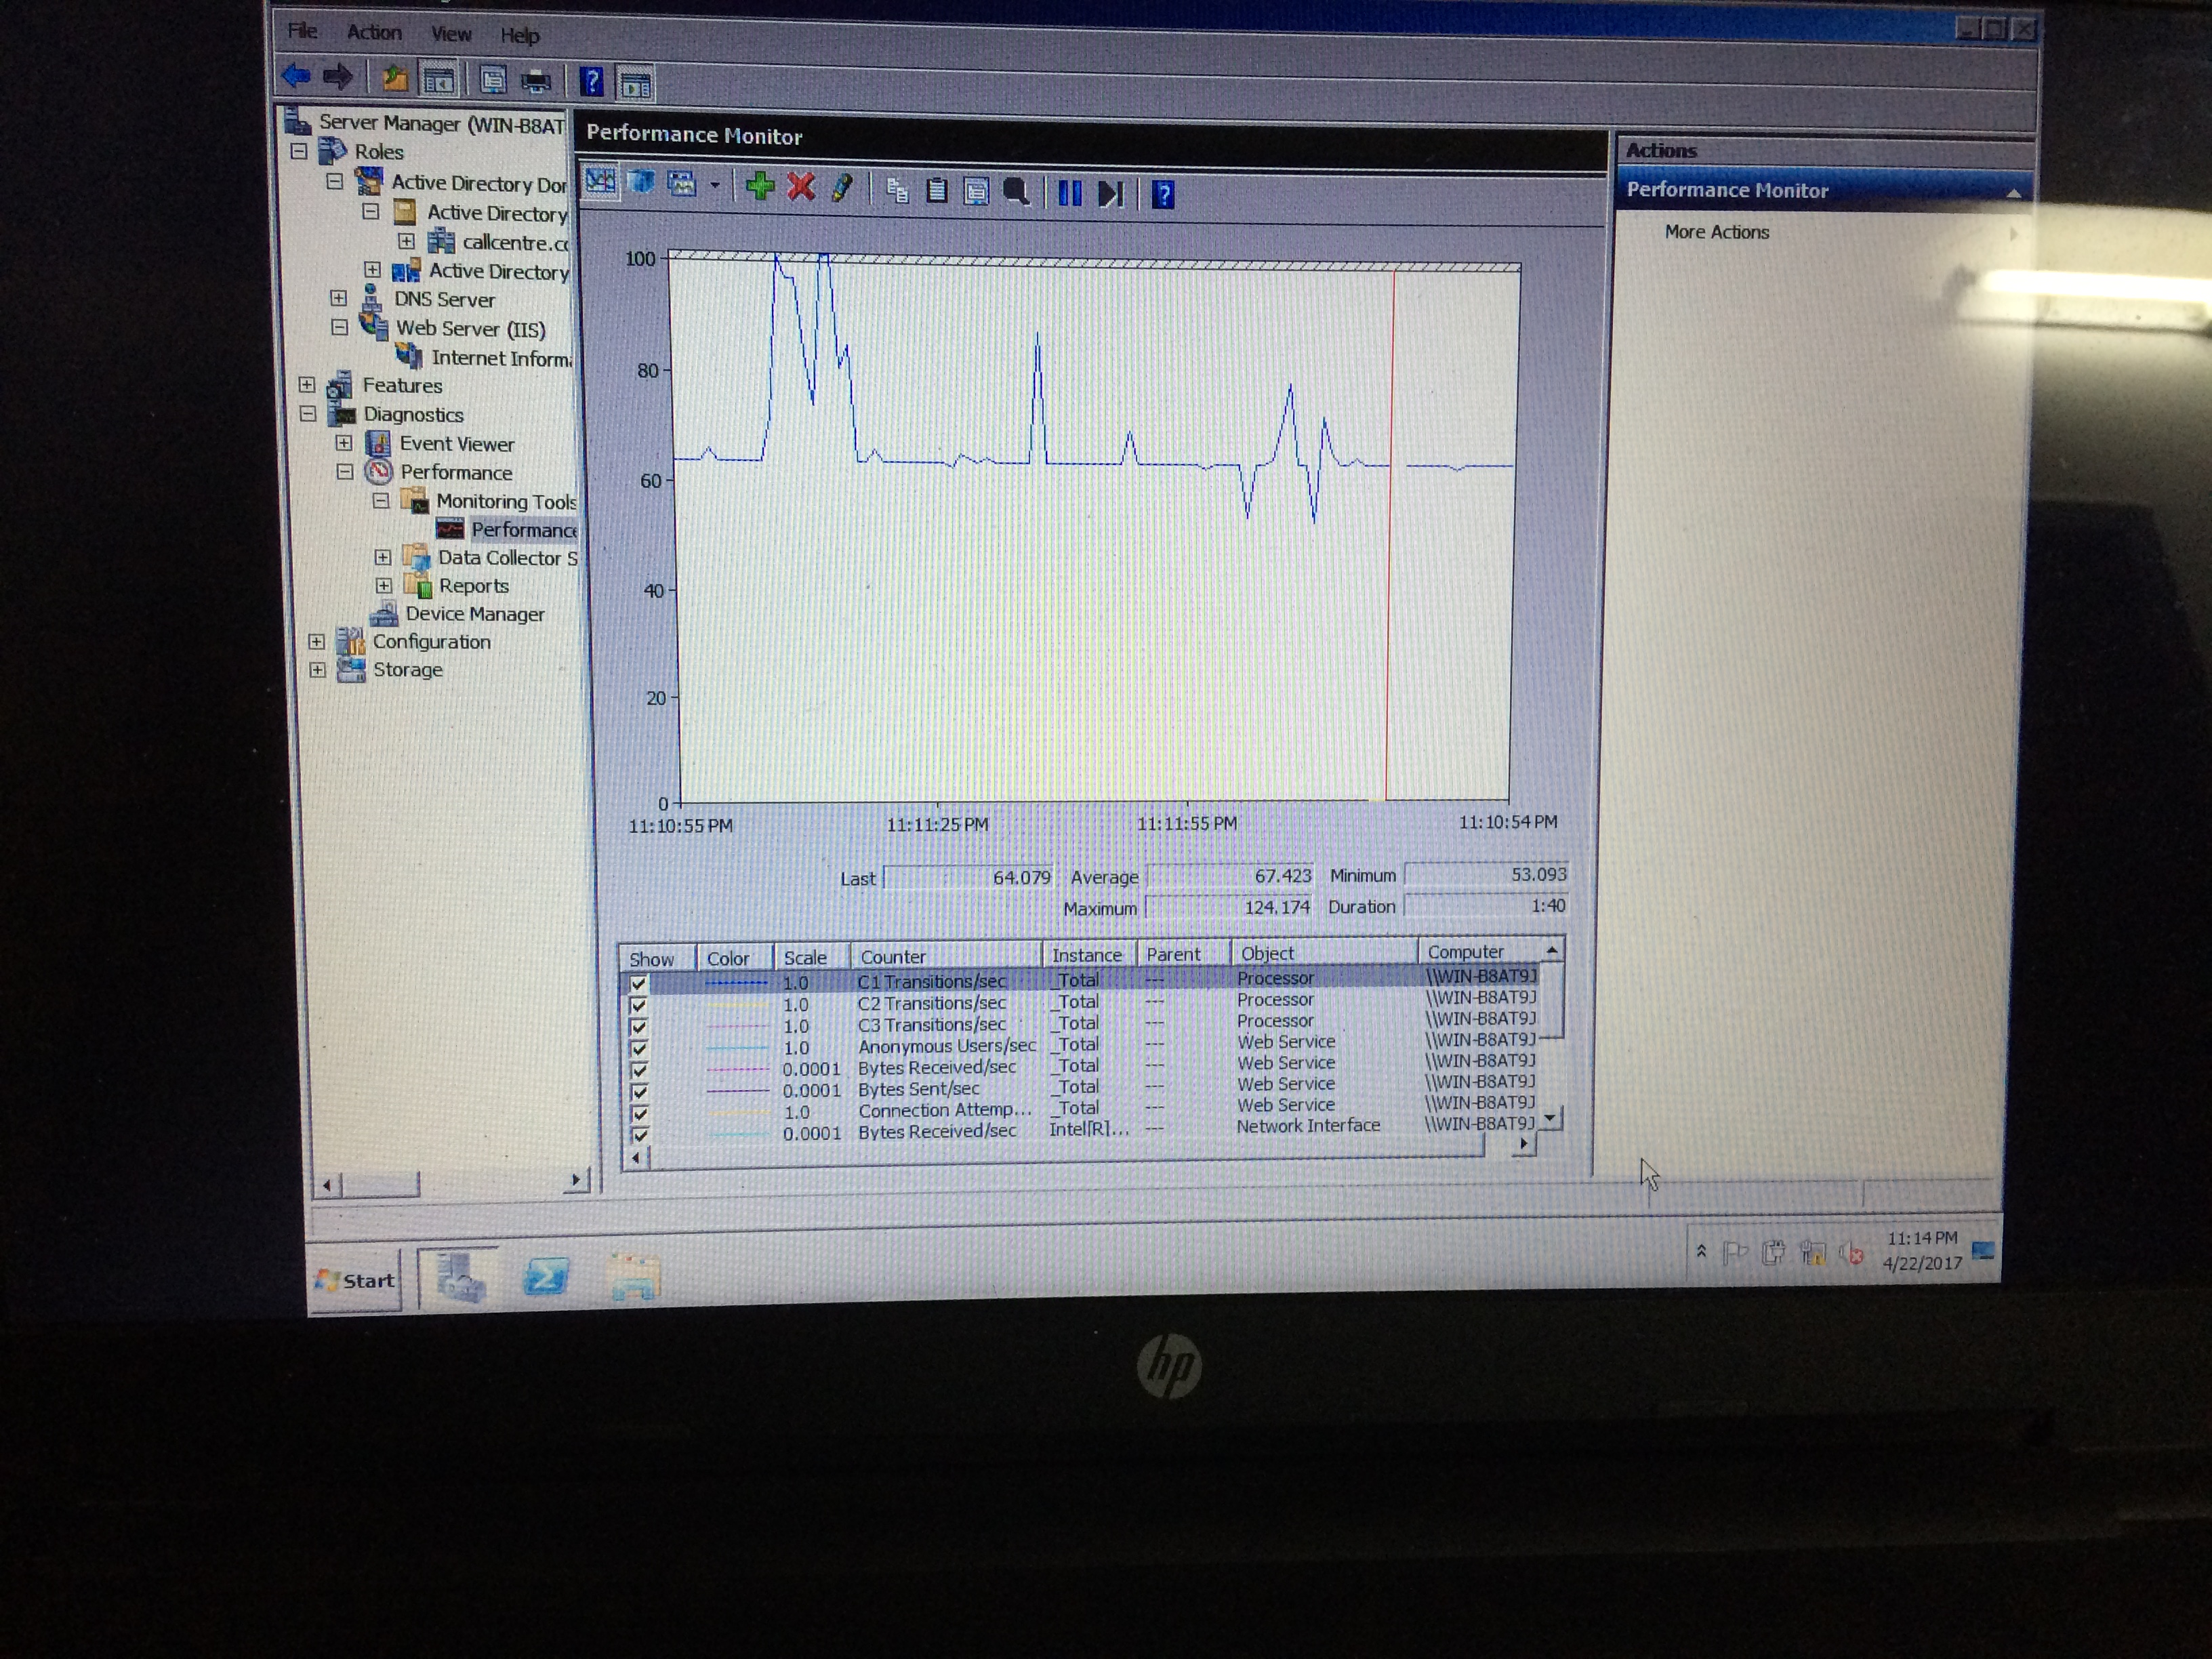 File Action View Help
Server Manager (WIN-B8AT
Roles
Active Directory Dor
Active Directory
callcentre.co
Active Directory
DNS Server
Web Server (IIS)
Internet Informa
Features
Diagnostics
Event Viewer
Performance
Monitoring Tools
Performance
Data Collector S
Reports
Device Manager
Configuration
Storage
Performance Monitor
100
80
60
40
20
0
11:10:55 PM 11:11:25 PM 11:11:55 PM 11:10:54 PM
Last 64.079 Average 67.423 Minimum 53.093
Maximum 124.174 Duration 1:40
Show Color Scale Counter Instance Parent Object Computer
1.0 C1 Transitions/sec _Total --- Processor \\WIN-B8AT9J
1.0 C2 Transitions/sec _Total --- Processor \\WIN-B8AT9J
1.0 C3 Transitions/sec _Total --- Processor \\WIN-B8AT9J
1.0 Anonymous Users/sec _Total --- Web Service \\WIN-B8AT9J
0.0001 Bytes Received/sec _Total --- Web Service \\WIN-B8AT9J
0.0001 Bytes Sent/sec _Total --- Web Service \\WIN-B8AT9J
1.0 Connection Attemp... _Total --- Web Service \\WIN-B8AT9J
0.0001 Bytes Received/sec Intel[R]... --- Network Interface \\WIN-B8AT9J
Actions
Performance Monitor
More Actions
Start
11:14 PM
4/22/2017
hp